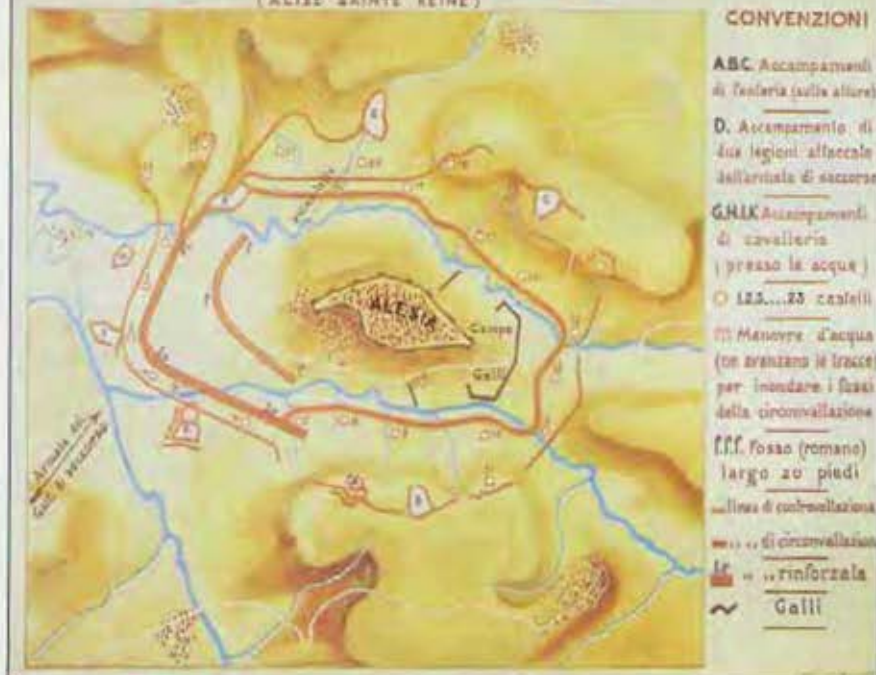 (ALISE SAINTE REINE)
CONVENZIONI
A.B.C. Accampamenti
di fanteria (sulle alture)
D. Accampamento di
due legioni attaccate
dall'armata di soccorso
G.H.I.K Accampamenti
di cavalleria
(presso le acque)
1.2.3....23 castelli
Manovre d'acqua
(ne avanzano le tracce)
per inondare i fossi
della circonvallazione
f.f.f. Fosso (romano)
largo 20 piedi
linea di controvallazione
„ „ di circonvallazione
„ „ rinforzata
Galli
ALESIA
Campo
Galli
Armata dei
Galli di soccorso